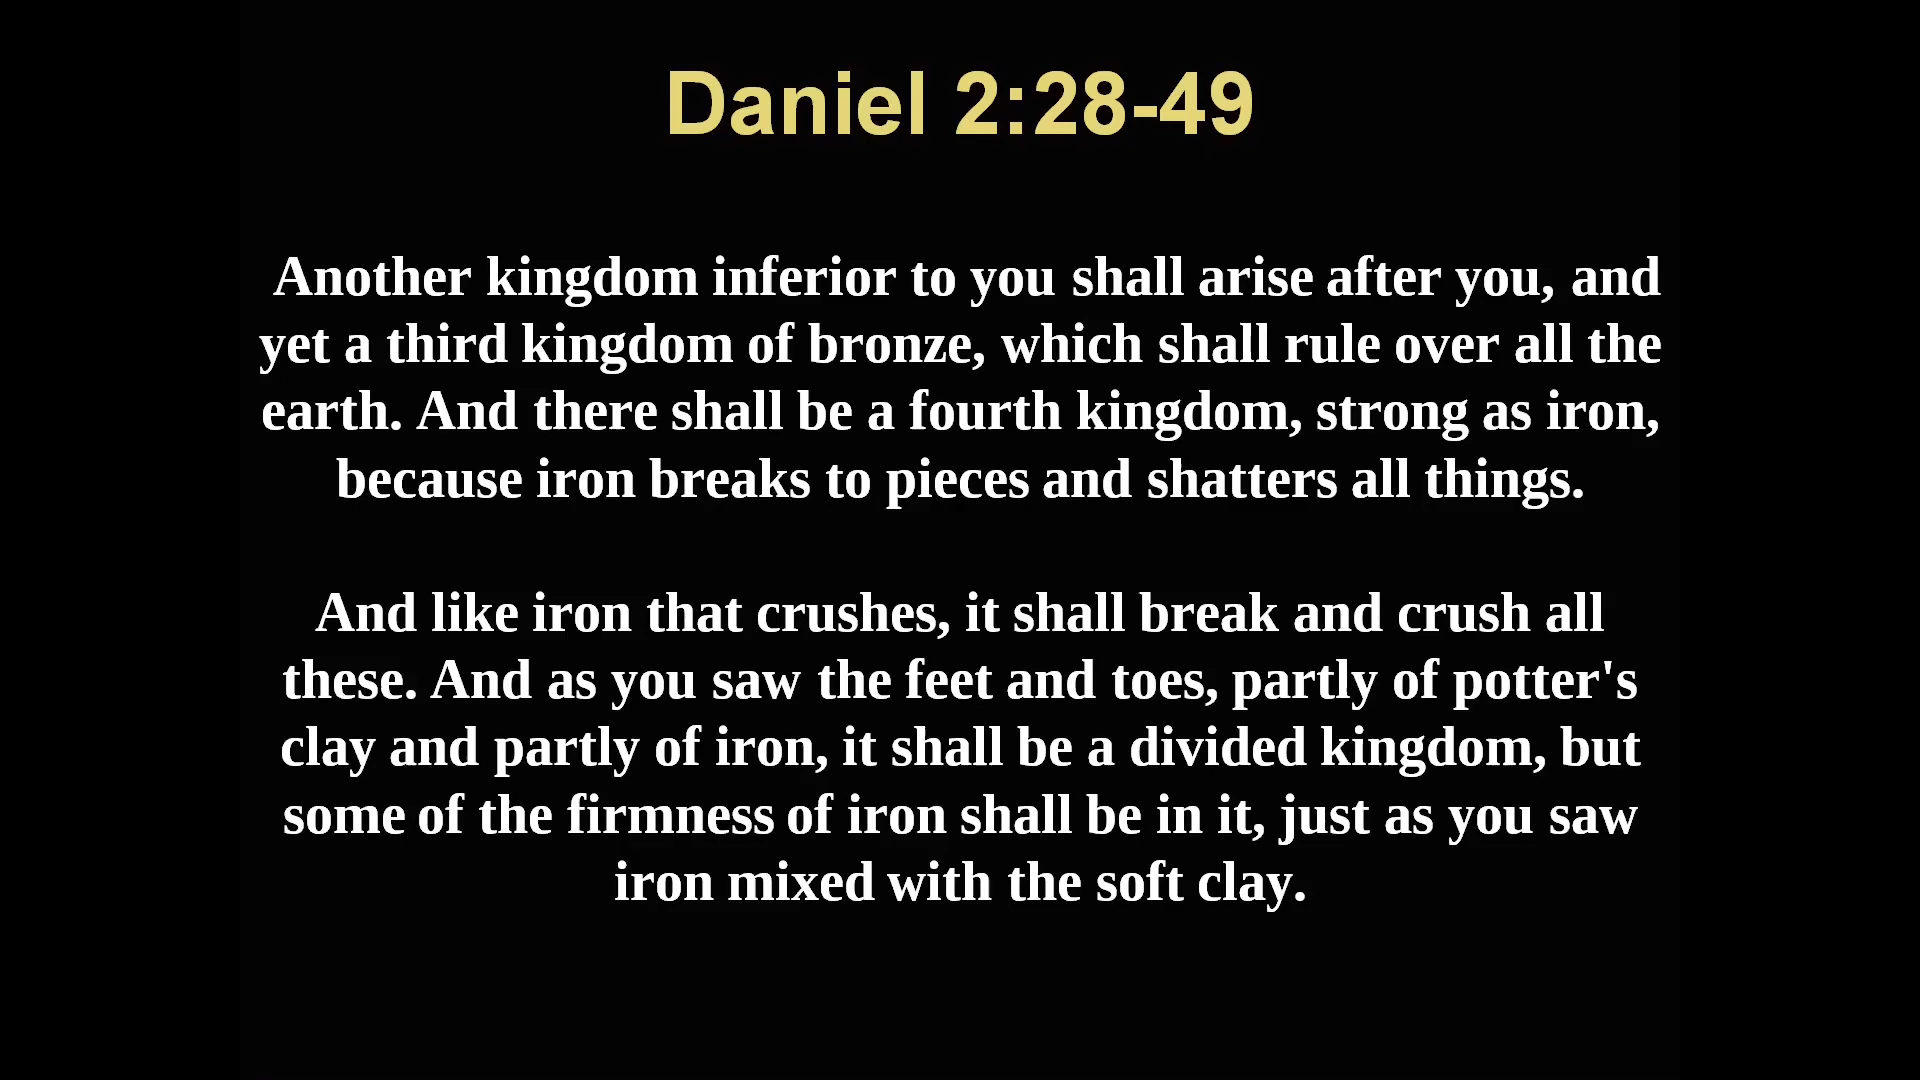 Daniel 2:28-49
Another kingdom inferior to you shall arise after you, and
yet a third kingdom of bronze, which shall rule over all the
earth. And there shall be a fourth kingdom, strong as iron,
because iron breaks to pieces and shatters all things.
And like iron that crushes, it shall break and crush all
these. And as you saw the feet and toes, partly of potter's
clay and partly of iron, it shall be a divided kingdom, but
some of the firmness of iron shall be in it, just as you saw
iron mixed with the soft clay.